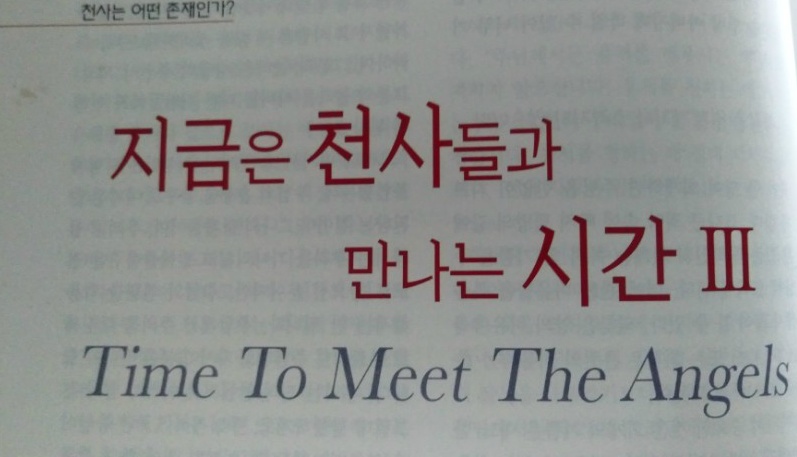 천사는 어떤 존재인가?
지금은 천사들과
만나는 시간 III
Time To Meet The Angels